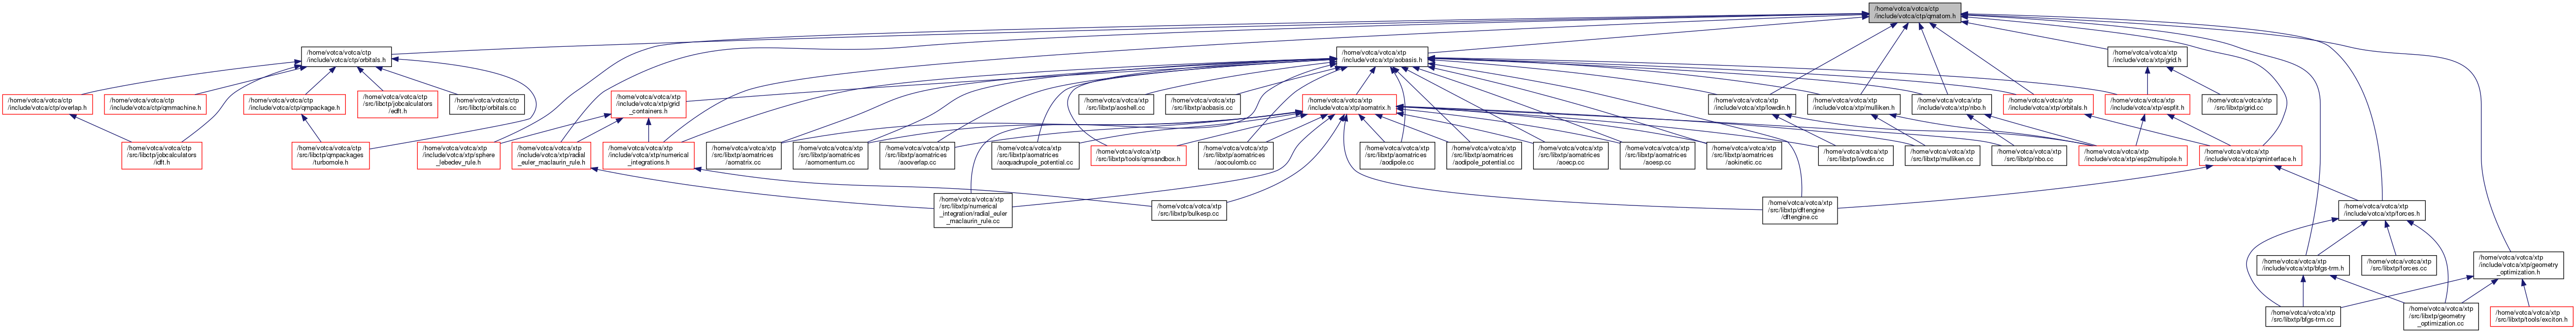 /home/votca/votca/ctp
/include/votca/ctp/qmatom.h
/home/votca/votca/ctp
/include/votca/ctp/orbitals.h
/home/votca/votca/xtp
/include/votca/xtp/aobasis.h
/home/votca/votca/xtp
/include/votca/xtp/grid.h
/home/votca/votca/ctp
/include/votca/ctp/overlap.h
/home/votca/votca/ctp
/include/votca/ctp/qmmachine.h
/home/votca/votca/ctp
/include/votca/ctp/qmpackage.h
/home/votca/votca/ctp
/src/libctp/jobcalculators
/edft.h
/home/votca/votca/ctp
/src/libctp/orbitals.cc
/home/votca/votca/xtp
/include/votca/xtp/grid
_containers.h
/home/votca/votca/xtp
/src/libxtp/aoshell.cc
/home/votca/votca/xtp
/src/libxtp/aobasis.cc
/home/votca/votca/xtp
/include/votca/xtp/aomatrix.h
/home/votca/votca/xtp
/include/votca/xtp/lowdin.h
/home/votca/votca/xtp
/include/votca/xtp/mulliken.h
/home/votca/votca/xtp
/include/votca/xtp/nbo.h
/home/votca/votca/xtp
/include/votca/xtp/orbitals.h
/home/votca/votca/xtp
/include/votca/xtp/espfit.h
/home/votca/votca/xtp
/src/libxtp/grid.cc
/home/votca/votca/ctp
/src/libctp/jobcalculators
/idft.h
/home/votca/votca/ctp
/src/libctp/qmpackages
/turbomole.h
/home/votca/votca/xtp
/include/votca/xtp/sphere
_lebedev_rule.h
/home/votca/votca/xtp
/include/votca/xtp/radial
_euler_maclaurin_rule.h
/home/votca/votca/xtp
/include/votca/xtp/numerical
_integrations.h
/home/votca/votca/xtp
/src/libxtp/aomatrices
/aomatrix.cc
/home/votca/votca/xtp
/src/libxtp/aomatrices
/aomomentum.cc
/home/votca/votca/xtp
/src/libxtp/aomatrices
/aooverlap.cc
/home/votca/votca/xtp
/src/libxtp/aomatrices
/aoquadrupole_potential.cc
/home/votca/votca/xtp
/src/libxtp/tools/qmsandbox.h
/home/votca/votca/xtp
/src/libxtp/aomatrices
/aocoulomb.cc
/home/votca/votca/xtp
/src/libxtp/aomatrices
/aodipole.cc
/home/votca/votca/xtp
/src/libxtp/aomatrices
/aodipole_potential.cc
/home/votca/votca/xtp
/src/libxtp/aomatrices
/aoecp.cc
/home/votca/votca/xtp
/src/libxtp/aomatrices
/aoesp.cc
/home/votca/votca/xtp
/src/libxtp/aomatrices
/aokinetic.cc
/home/votca/votca/xtp
/src/libxtp/lowdin.cc
/home/votca/votca/xtp
/src/libxtp/mulliken.cc
/home/votca/votca/xtp
/src/libxtp/nbo.cc
/home/votca/votca/xtp
/include/votca/xtp/esp2multipole.h
/home/votca/votca/xtp
/include/votca/xtp/qminterface.h
/home/votca/votca/xtp
/src/libxtp/numerical
_integration/radial_euler
_maclaurin_rule.cc
/home/votca/votca/xtp
/src/libxtp/bulkesp.cc
/home/votca/votca/xtp
/src/libxtp/dftengine
/dftengine.cc
/home/votca/votca/xtp
/include/votca/xtp/forces.h
/home/votca/votca/xtp
/include/votca/xtp/bfgs-trm.h
/home/votca/votca/xtp
/src/libxtp/forces.cc
/home/votca/votca/xtp
/include/votca/xtp/geometry
_optimization.h
/home/votca/votca/xtp
/src/libxtp/bfgs-trm.cc
/home/votca/votca/xtp
/src/libxtp/geometry
_optimization.cc
/home/votca/votca/xtp
/src/libxtp/tools/exciton.h